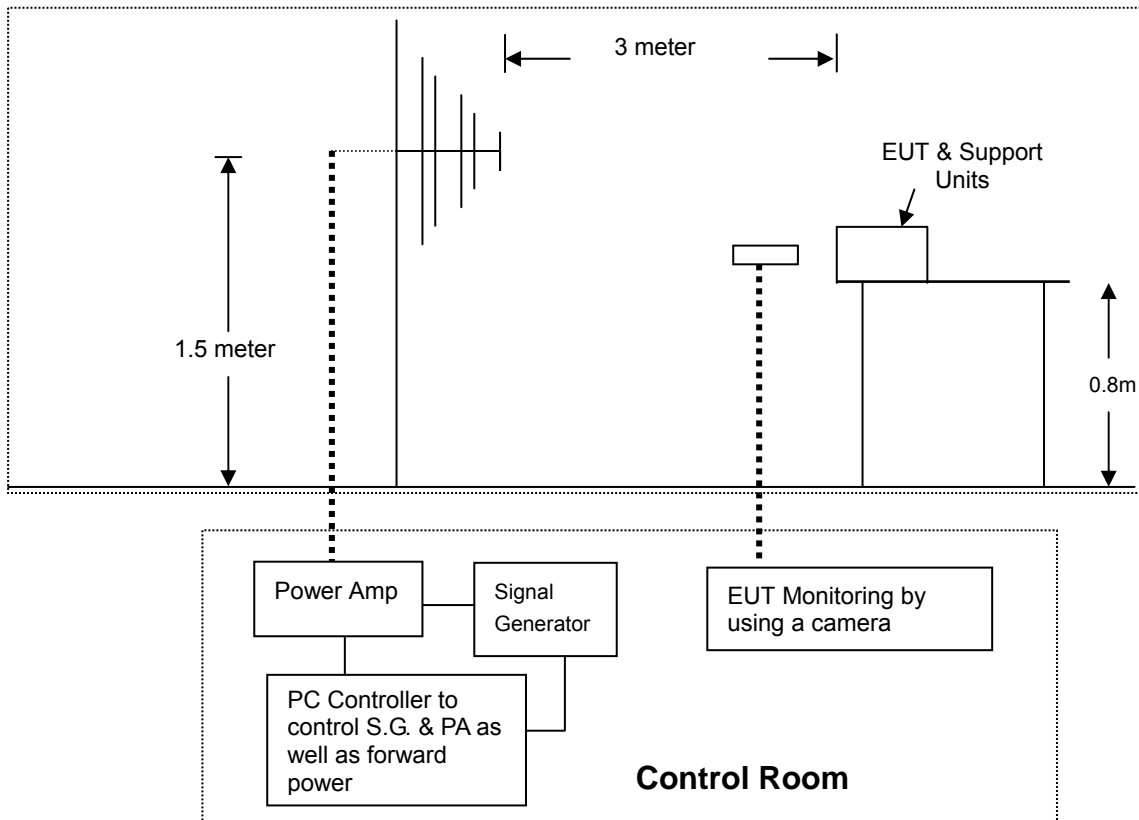 3 meter
EUT & Support
Units
1.5 meter
0.8m
Power Amp
Signal
Generator
EUT Monitoring by
using a camera
PC Controller to
control S.G. & PA as
well as forward
power
Control Room